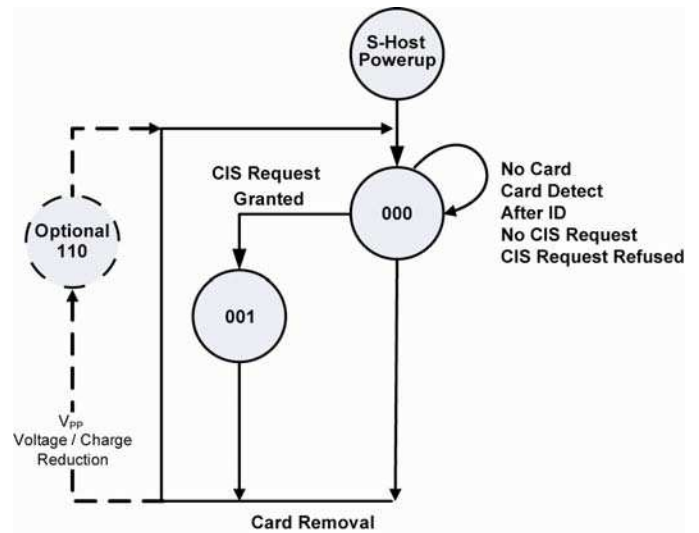 S-Host
Powerup
CIS Request
Granted
000
No Card
Card Detect
After ID
No CIS Request
CIS Request Refused
Optional
110
001
VPP
Voltage / Charge
Reduction
Card Removal